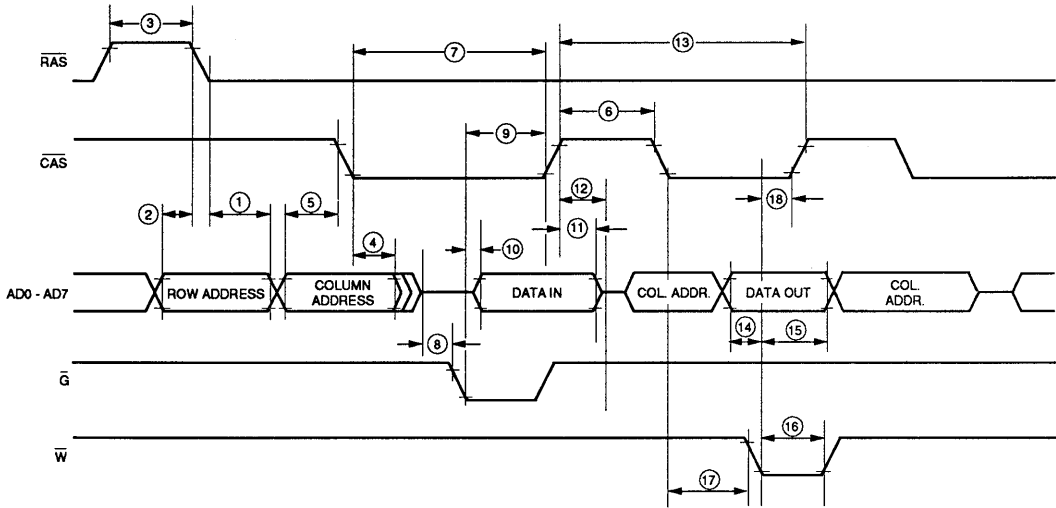 3
RAS
7
13
CAS
9
6
12
18
2
1
5
4
11
10
AD0 - AD7
ROW ADDRESS
COLUMN
ADDRESS
DATA IN
COL. ADDR.
DATA OUT
COL.
ADDR.
8
14
15
G
W
16
17